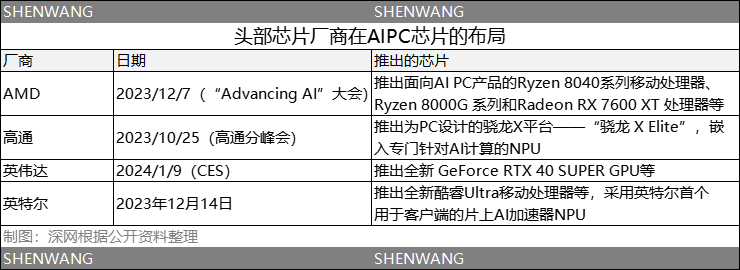 SHENWANG SHENWANG
头部芯片厂商在AIPC芯片的布局
厂商 日期 推出的芯片
AMD 2023/12/7（“Advancing AI”大会) 推出面向AI PC产品的Ryzen 8040系列移动处理器、
Ryzen 8000G 系列和Radeon RX 7600 XT 处理器等
高通 2023/10/25（高通分峰会) 推出为PC设计的骁龙X平台——“骁龙 X Elite”，嵌
入专门针对AI计算的NPU
英伟达 2024/1/9（CES) 推出全新 GeForce RTX 40 SUPER GPU等
英特尔 2023年12月14日 推出全新酷睿Ultra移动处理器等，采用英特尔首个
用于客户端的片上AI加速器NPU
制图：深网根据公开资料整理
SHENWANG SHENWANG